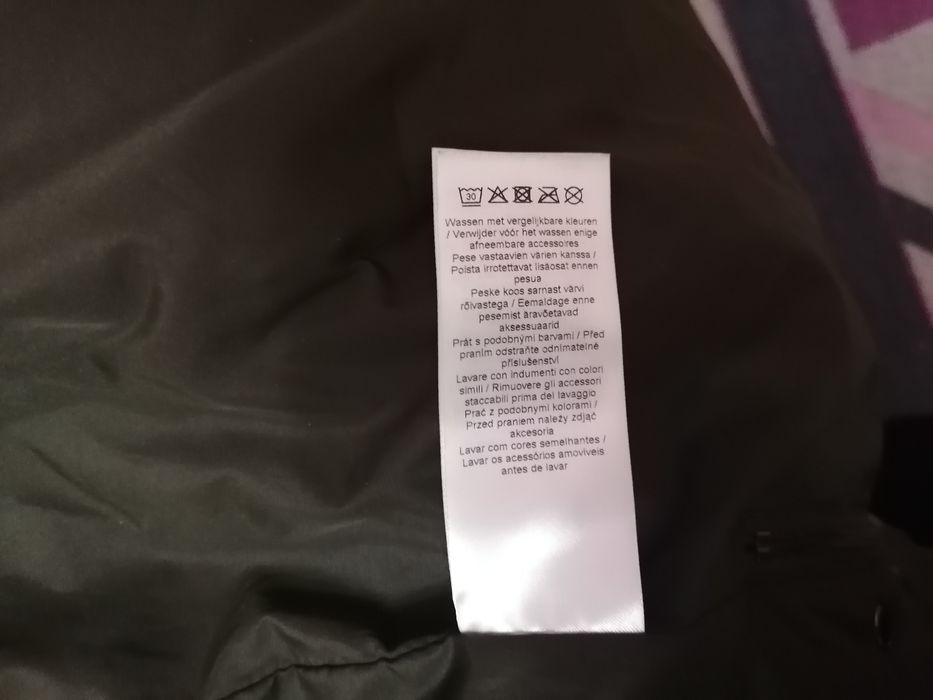 30
Wassen met vergelijkbare kleuren
/ Verwijder vóór het wassen enige
afneembare accessoires
Pese vastaavien värien kanssa /
Poista irrotettavat lisäosat ennen
pesua
Peske koos sarnast värvi
rõivastega / Eemaldage enne
pesemist äravõetavad
aksessuaarid
Prát s podobnými barvami / Před
praním odstraňte odnímatelné
příslušenství
Lavare con indumenti con colori
simili / Rimuovere gli accessori
staccabili prima del lavaggio
Prać z podobnymi kolorami /
Przed praniem należy zdjąć
akcesoria
Lavar com cores semelhantes /
Lavar os acessórios amovíveis
antes de lavar